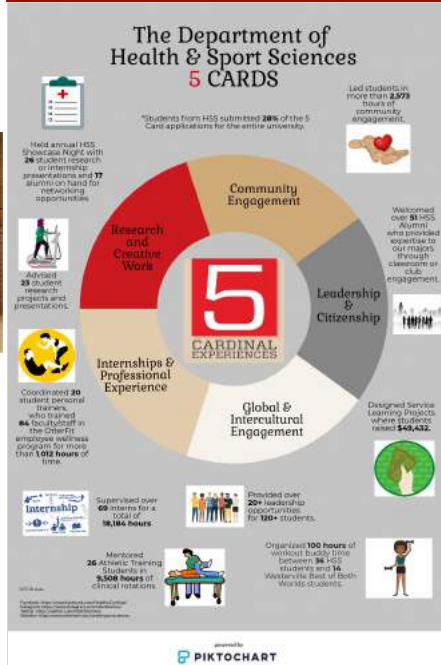 The Department of
Health & Sport Sciences
5 CARDS
*Students from HSS submitted 28% of the 5
Card applications for the entire university.
Led students in
more than 2,573
hours of
community
engagement.
Held annual HSS
Showcase Night with
26 student research
or internship
presentations and 17
alumni on hand for
networking
opportunities
Community
Engagement
Research
and
Creative
Work
Welcomed
over 51 HSS
Alumni
who provided
expertise to
our majors
through
classroom or
club
engagement.
Advised
23 student
research
projects and
presentations.
5
CARDINAL
EXPERIENCES
Leadership
&
Citizenship
Internships &
Professional
Experience
Global &
Intercultural
Engagement
Coordinated 20
student personal
trainers,
who trained
84 faculty/staff in
the OtterFit
employee wellness
program for more
than 1,012 hours of
time.
Designed Service
Learning Projects
where students
raised $49,432.
Internship
Supervised over
69 interns for a
total of
18,184 hours
Provided over
20+ leadership
opportunities
for 120+ students.
Mentored
26 Athletic Training
Students in
9,508 hours of
clinical rotations.
Organized 100 hours of
workout buddy time
between 36 HSS
students and 14
Westerville Best of Both
Worlds students.
powered by
PIKTOCHART